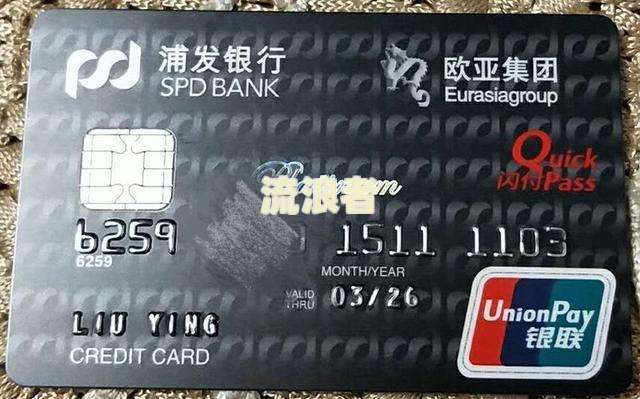 浦发银行
SPD BANK
欧亚集团
Eurasiagroup
Quick
闪付Pass
流浪者
6259 1511 1103
6259
MONTH/YEAR
VALID
THRU
03/26
LIU YING
CREDIT CARD
UnionPay
银联